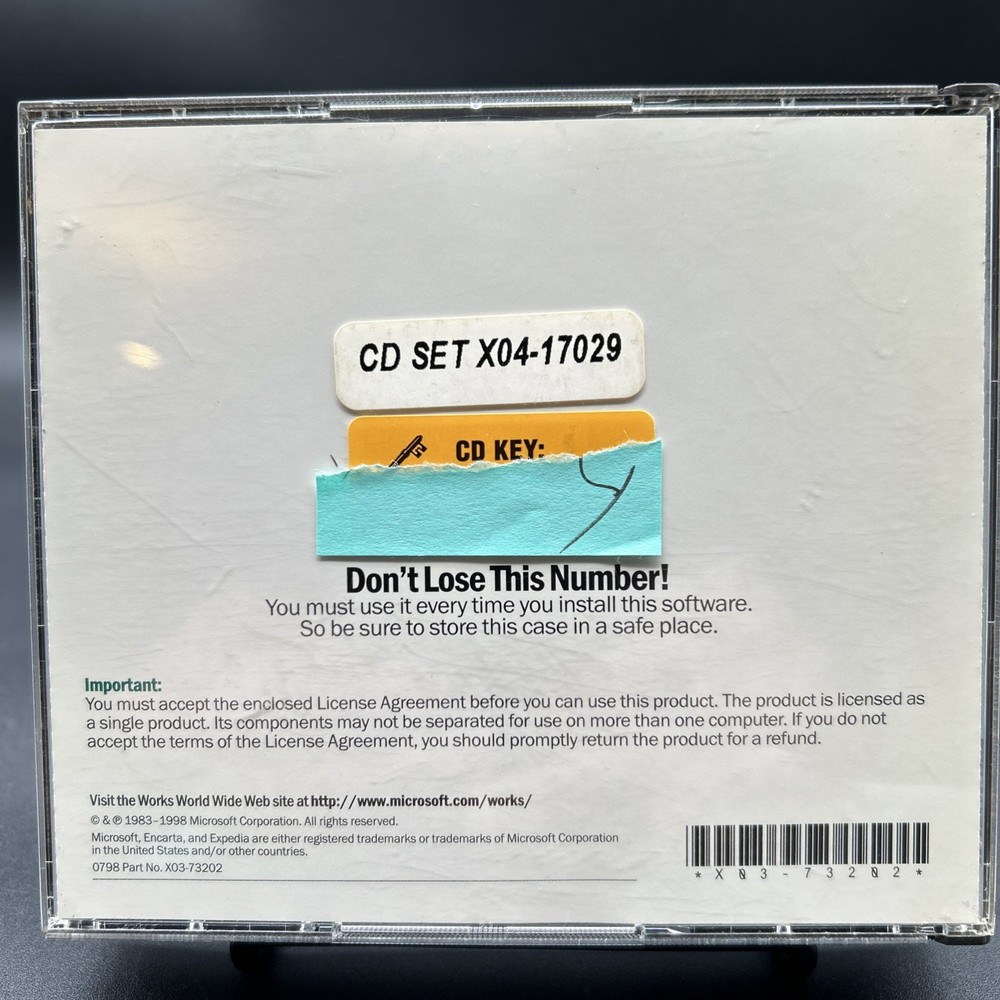 CD SET X04-17029
CD KEY:
Don't Lose This Number!
You must use it every time you install this software.
So be sure to store this case in a safe place.
Important:
You must accept the enclosed License Agreement before you can use this product. The product is licensed as
a single product. Its components may not be separated for use on more than one computer. If you do not
accept the terms of the License Agreement, you should promptly return the product for a refund.
Visit the Works World Wide Web site at http://www.microsoft.com/works/
© & ℗ 1983–1998 Microsoft Corporation. All rights reserved.
Microsoft, Encarta, and Expedia are either registered trademarks or trademarks of Microsoft Corporation
in the United States and/or other countries.
0798 Part No. X03-73202
*X03-73202*